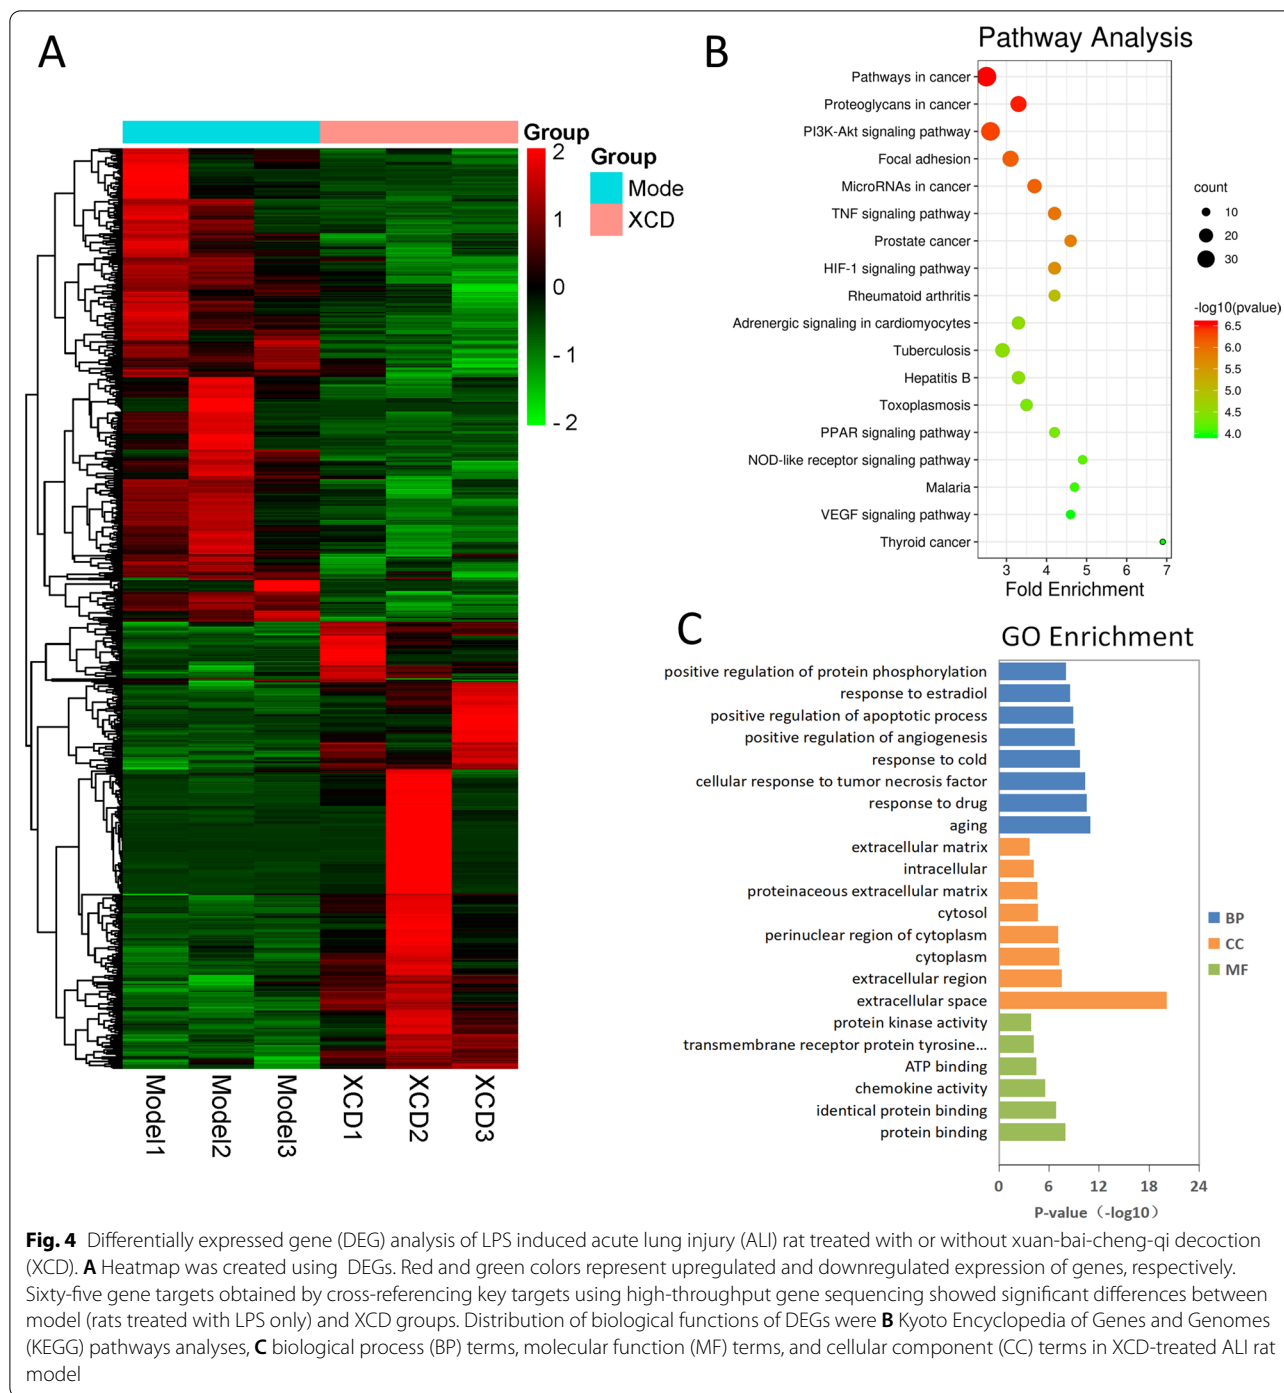 A
Group
2
1
0
-1
-2
Group
Mode
XCD
Model1
Model2
Model3
XCD1
XCD2
XCD3
B
Pathway Analysis
Pathways in cancer
Proteoglycans in cancer
PI3K-Akt signaling pathway
Focal adhesion
MicroRNAs in cancer
TNF signaling pathway
Prostate cancer
HIF-1 signaling pathway
Rheumatoid arthritis
Adrenergic signaling in cardiomyocytes
Tuberculosis
Hepatitis B
Toxoplasmosis
PPAR signaling pathway
NOD-like receptor signaling pathway
Malaria
VEGF signaling pathway
Thyroid cancer
3 4 5 6 7
Fold Enrichment
count
10
20
30
-log10(pvalue)
6.5
6.0
5.5
5.0
4.5
4.0
C
GO Enrichment
positive regulation of protein phosphorylation
response to estradiol
positive regulation of apoptotic process
positive regulation of angiogenesis
response to cold
cellular response to tumor necrosis factor
response to drug
aging
extracellular matrix
intracellular
proteinaceous extracellular matrix
cytosol
perinuclear region of cytoplasm
cytoplasm
extracellular region
extracellular space
protein kinase activity
transmembrane receptor protein tyrosine...
ATP binding
chemokine activity
identical protein binding
protein binding
0 6 12 18 24
P-value（-log10）
BP
CC
MF
Fig. 4 Differentially expressed gene (DEG) analysis of LPS induced acute lung injury (ALI) rat treated with or without xuan-bai-cheng-qi decoction
(XCD). A Heatmap was created using DEGs. Red and green colors represent upregulated and downregulated expression of genes, respectively.
Sixty-five gene targets obtained by cross-referencing key targets using high-throughput gene sequencing showed significant differences between
model (rats treated with LPS only) and XCD groups. Distribution of biological functions of DEGs were B Kyoto Encyclopedia of Genes and Genomes
(KEGG) pathways analyses, C biological process (BP) terms, molecular function (MF) terms, and cellular component (CC) terms in XCD-treated ALI rat
model